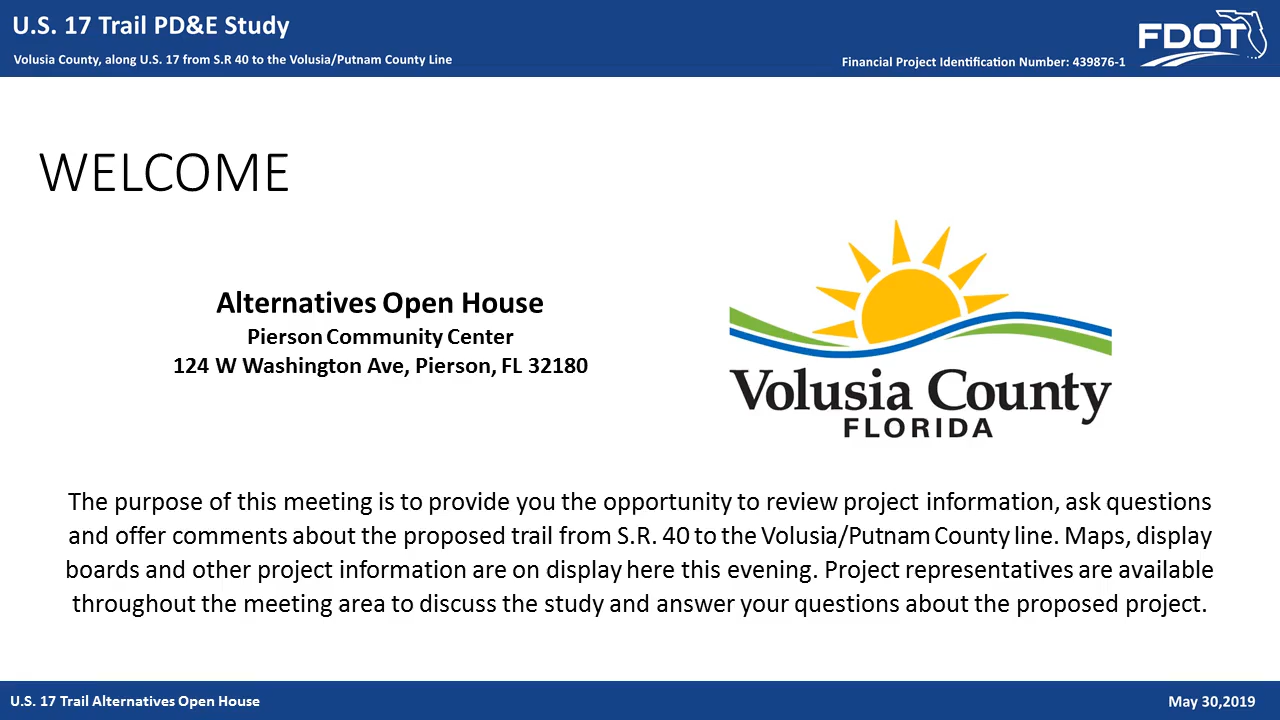 U.S. 17 Trail PD&E Study
Volusia County, along U.S. 17 from S.R 40 to the Volusia/Putnam County Line
Financial Project Identification Number: 439876-1
FDOT
WELCOME
Alternatives Open House
Pierson Community Center
124 W Washington Ave, Pierson, FL 32180
Volusia County
FLORIDA
The purpose of this meeting is to provide you the opportunity to review project information, ask questions
and offer comments about the proposed trail from S.R. 40 to the Volusia/Putnam County line. Maps, display
boards and other project information are on display here this evening. Project representatives are available
throughout the meeting area to discuss the study and answer your questions about the proposed project.
U.S. 17 Trail Alternatives Open House
May 30,2019